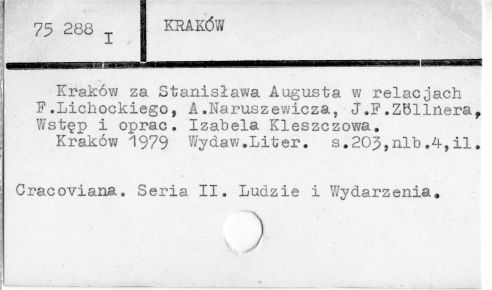 75 288 I
KRAKÓW
Kraków za Stanisława Augusta w relacjach
F.Lichockiego, A.Naruszewicza, J.F.Zöllnera,
Wstęp i oprac. Izabela Kleszczowa.
Kraków 1979 Wydaw.Liter. s.203,nlb.4,il.
Cracoviana. Seria II. Ludzie i Wydarzenia.